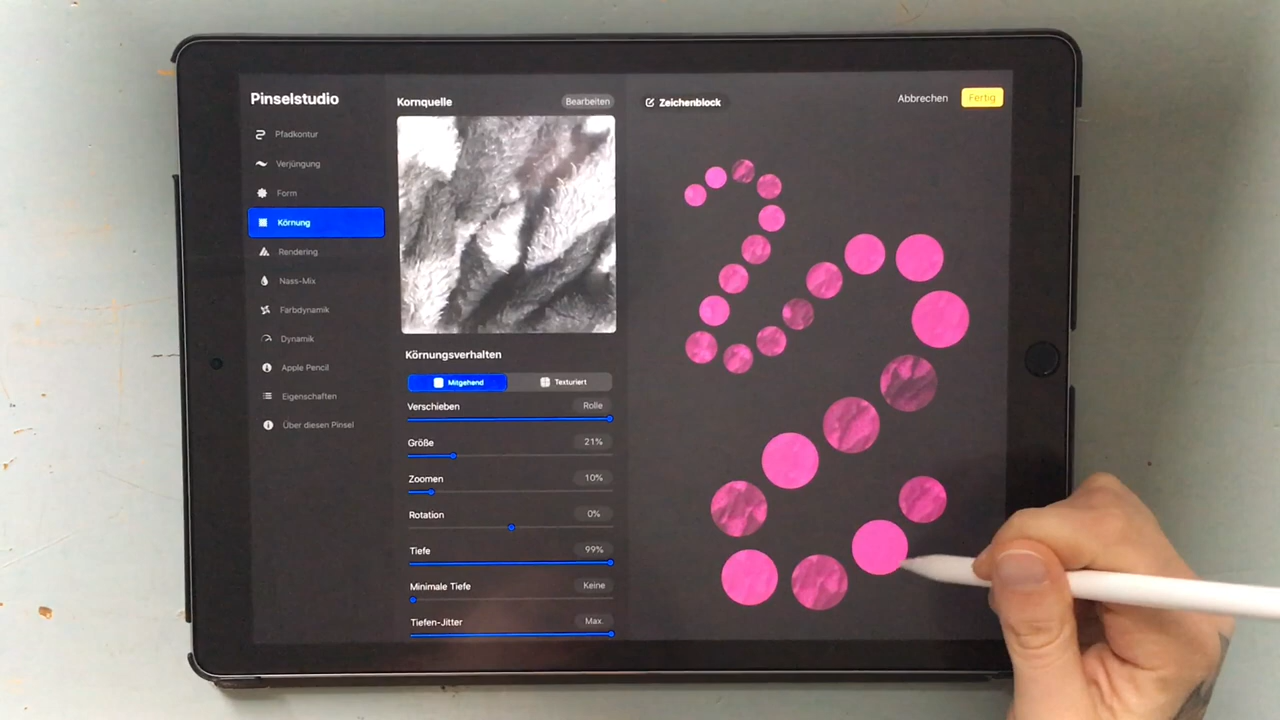 Pinselstudio
Pfadkontur
Verjüngung
Form
Körnung
Rendering
Nass-Mix
Farbdynamik
Dynamik
Apple Pencil
Eigenschaften
Über diesen Pinsel
Kornquelle
Bearbeiten
Körnungsverhalten
Mitgehend
Texturiert
Verschieben
Rolle
Größe
21%
Zoomen
10%
Rotation
0%
Tiefe
99%
Minimale Tiefe
Keine
Tiefen-Jitter
Max.
Zeichenblock
Abbrechen
Fertig